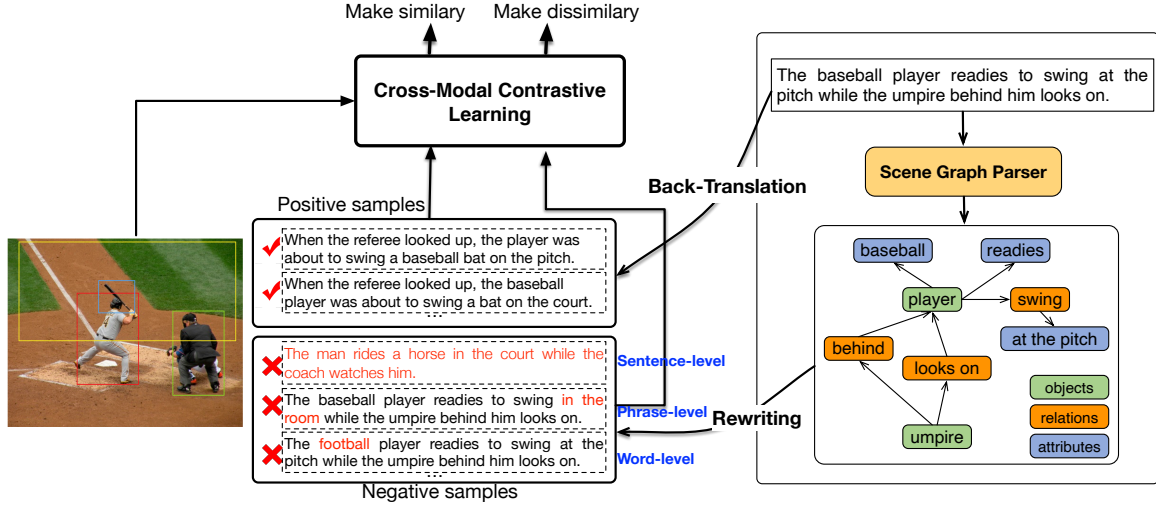 Make similary
Make dissimilary
Cross-Modal Contrastive
Learning
The baseball player readies to swing at the
pitch while the umpire behind him looks on.
Scene Graph Parser
Back-Translation
Positive samples
When the referee looked up, the player was
about to swing a baseball bat on the pitch.
When the referee looked up, the baseball
player was about to swing a bat on the court.
...
The man rides a horse in the court while the
coach watches him.
Sentence-level
The baseball player readies to swing in the
room while the umpire behind him looks on.
Phrase-level
The football player readies to swing at the
pitch while the umpire behind him looks on.
Word-level
...
Negative samples
Rewriting
baseball
readies
player
swing
at the pitch
behind
looks on
umpire
objects
relations
attributes